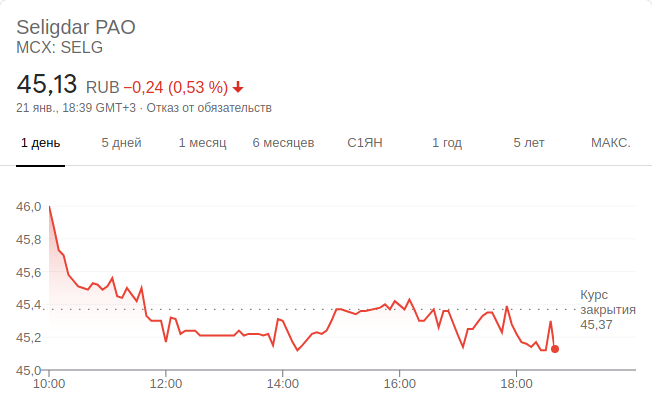 Seligdar PAO
MCX: SELG
45,13 RUB −0,24 (0,53 %)
21 янв., 18:39 GMT+3 · Отказ от обязательств
1 день 5 дней 1 месяц 6 месяцев С1ЯН 1 год 5 лет МАКС.
46,0
45,8
45,6
45,4
45,2
45,0
Курс
закрытия
45,37
10:00 12:00 14:00 16:00 18:00